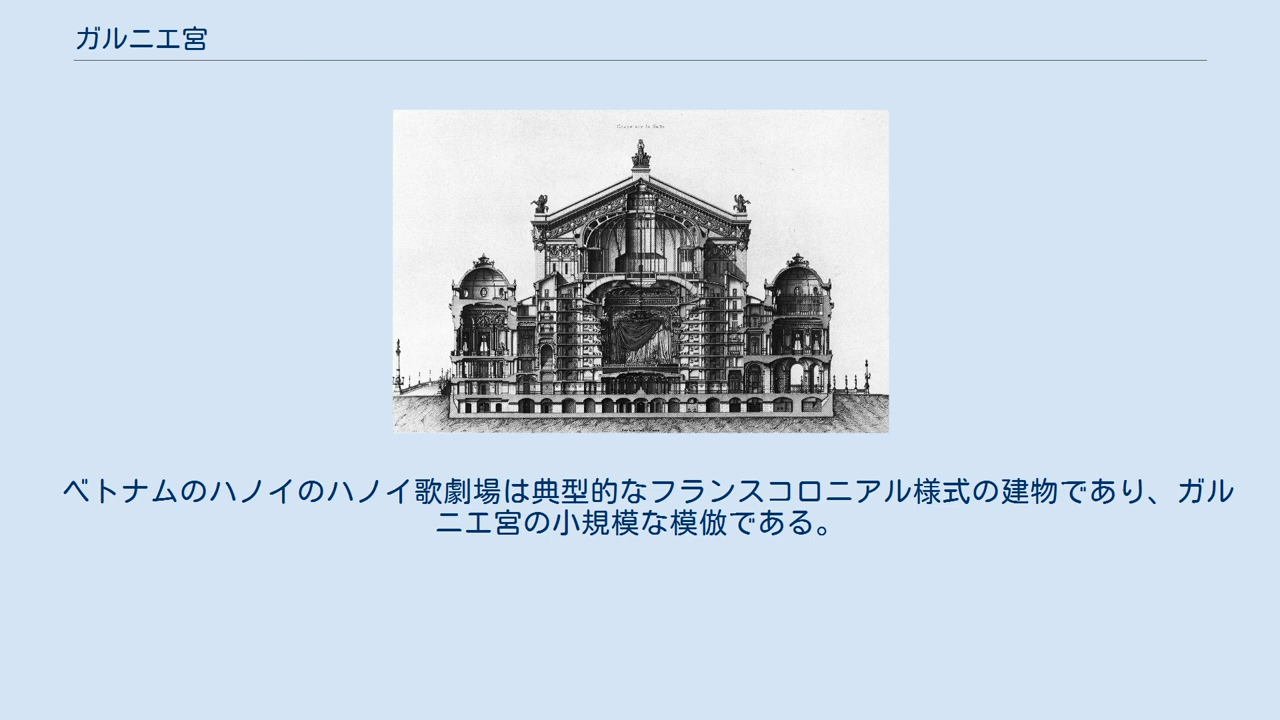 ガルニエ宮
ベトナムのハノイのハノイ歌劇場は典型的なフランスコロニアル様式の建物であり、ガル
ニエ宮の小規模な模倣である。